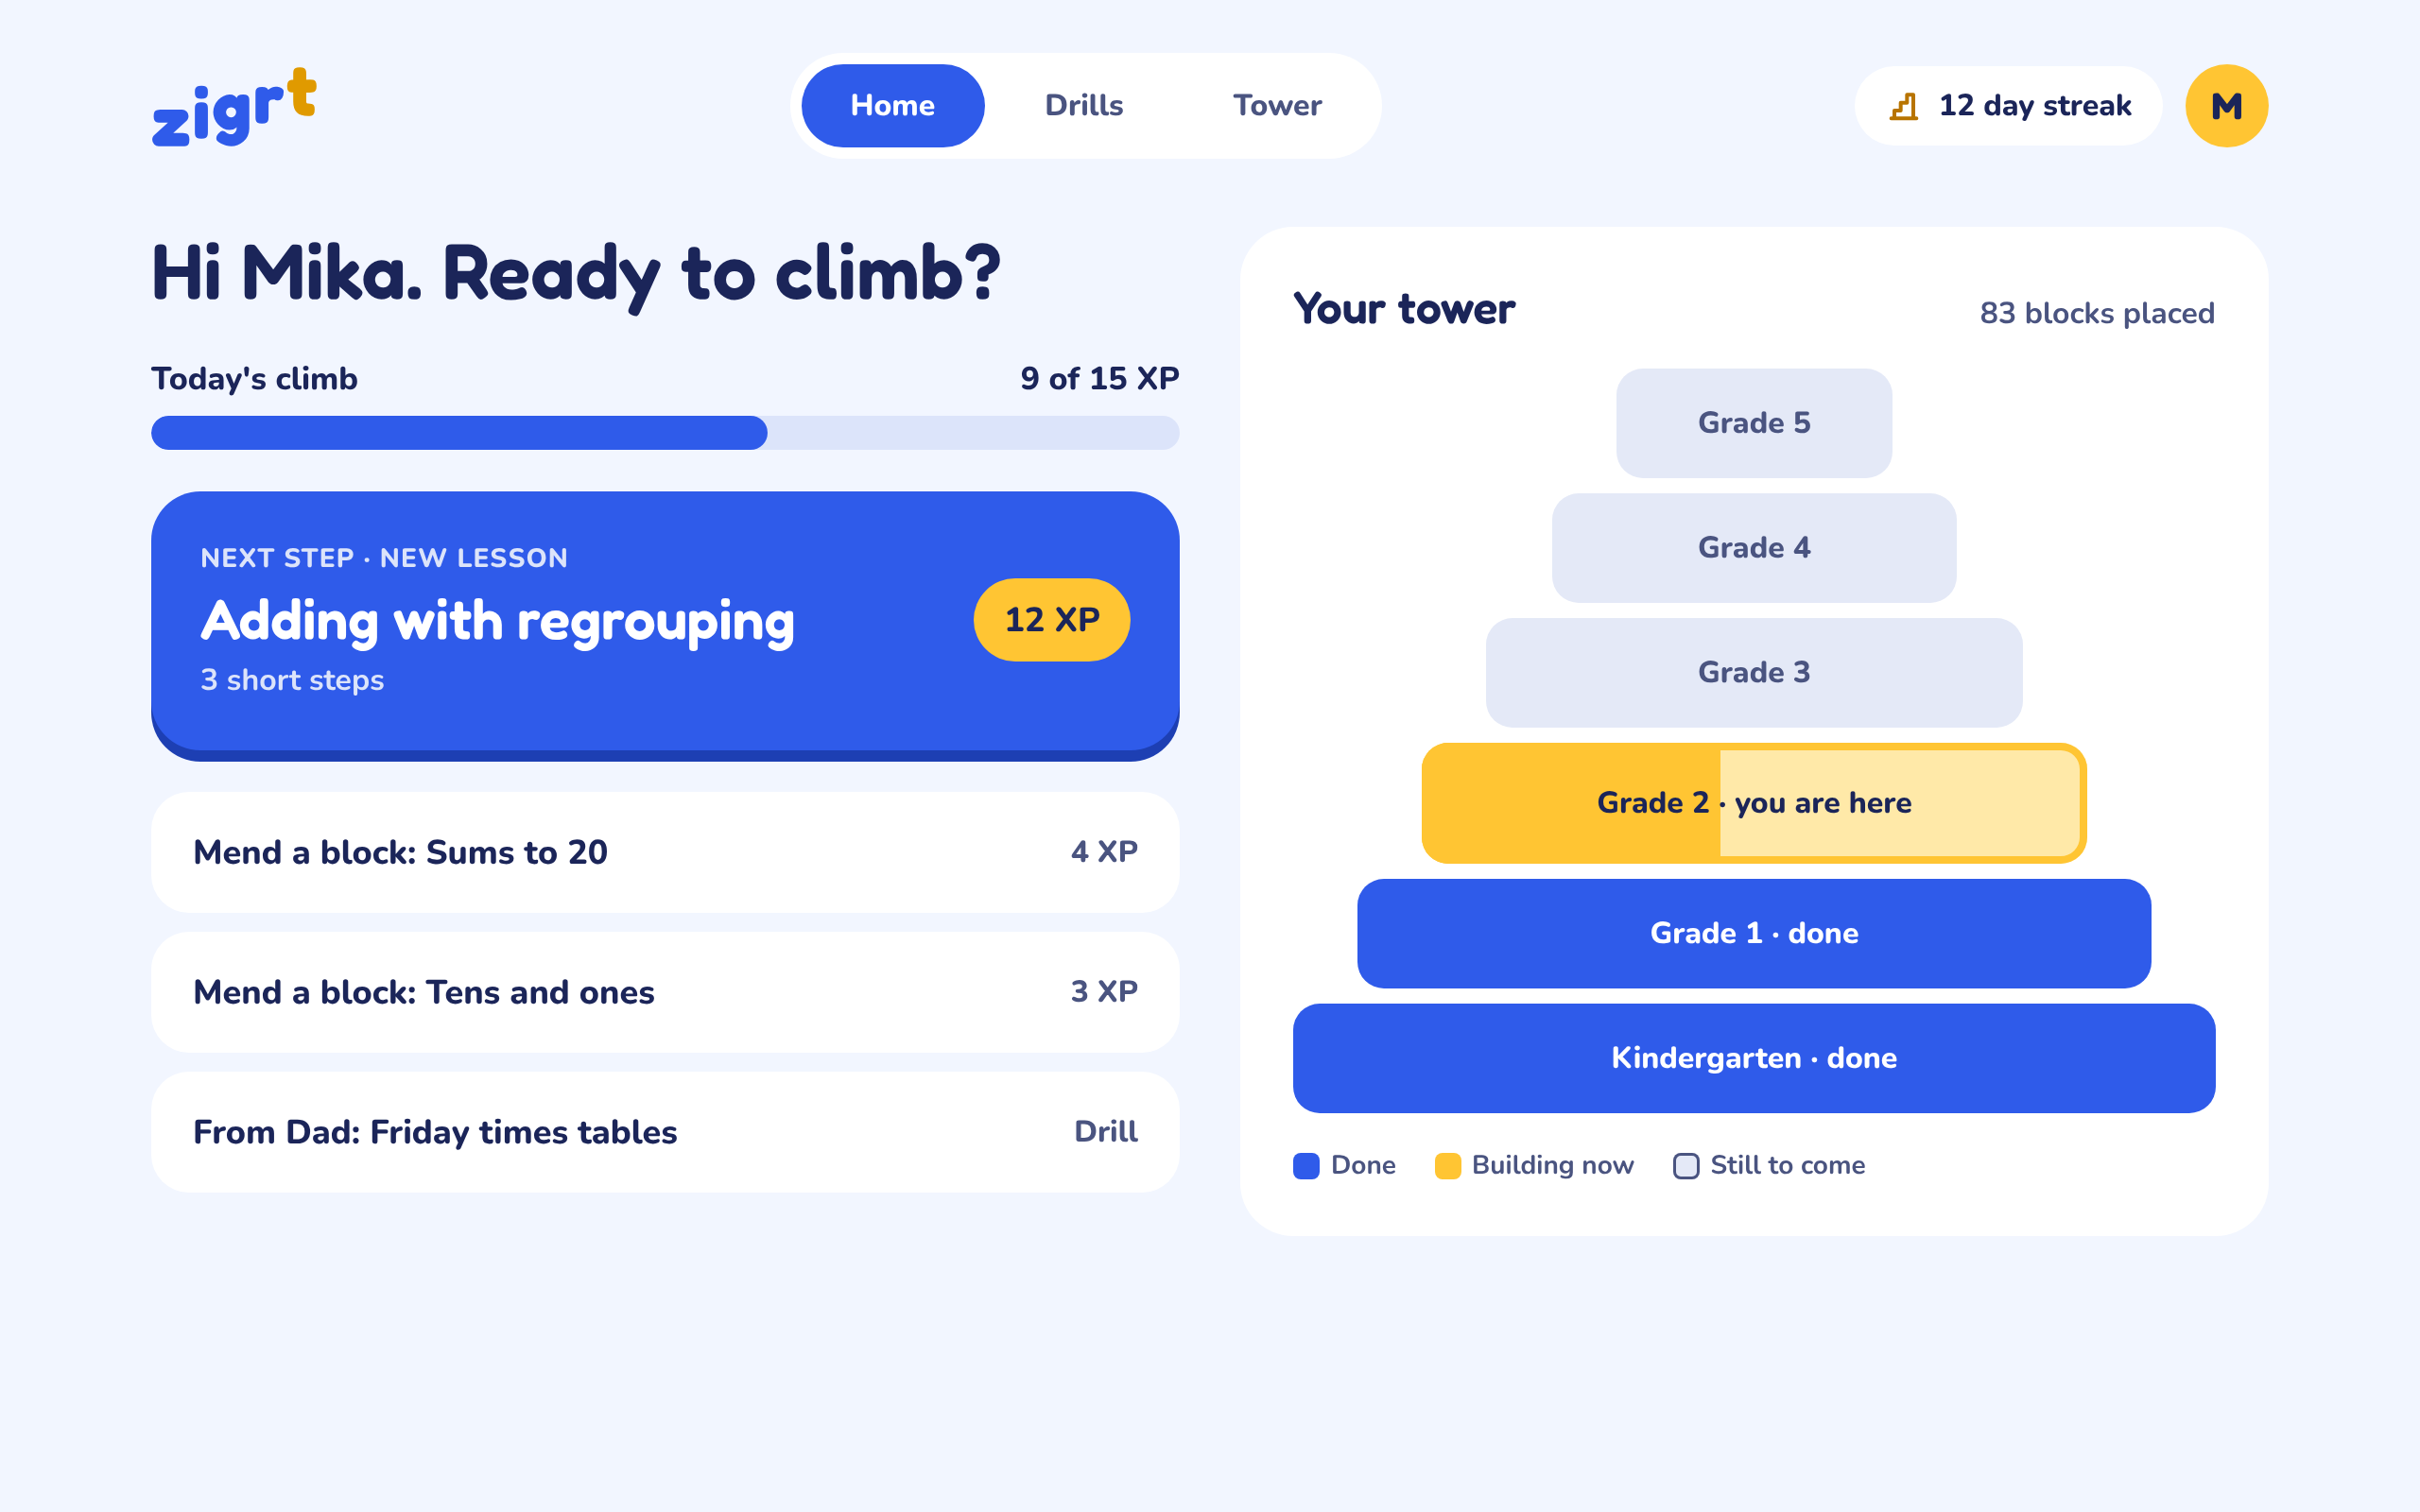 zigrt
Home
Drills
Tower
12 day streak
M
Hi Mika. Ready to climb?
Today's climb
9 of 15 XP
NEXT STEP · NEW LESSON
Adding with regrouping
3 short steps
12 XP
Mend a block: Sums to 20
4 XP
Mend a block: Tens and ones
3 XP
From Dad: Friday times tables
Drill
Your tower
83 blocks placed
Grade 5
Grade 4
Grade 3
Grade 2 · you are here
Grade 1 · done
Kindergarten · done
Done
Building now
Still to come